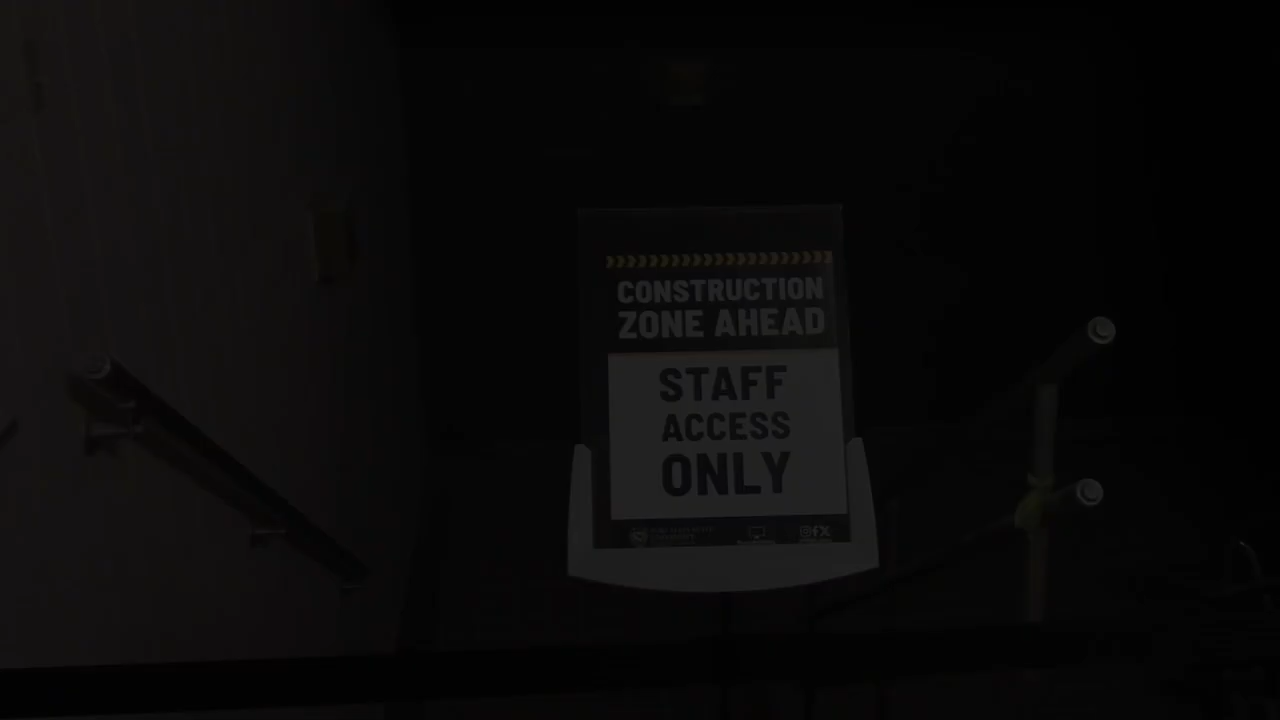 CONSTRUCTION
ZONE AHEAD
STAFF
ACCESS
ONLY